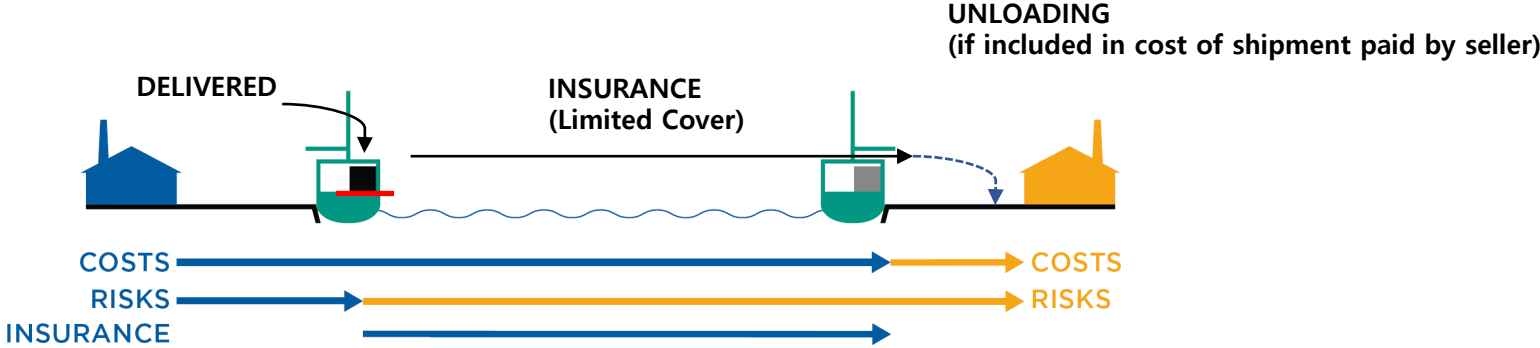 UNLOADING
(if included in cost of shipment paid by seller)
DELIVERED
INSURANCE
(Limited Cover)
COSTS
COSTS
RISKS
RISKS
INSURANCE